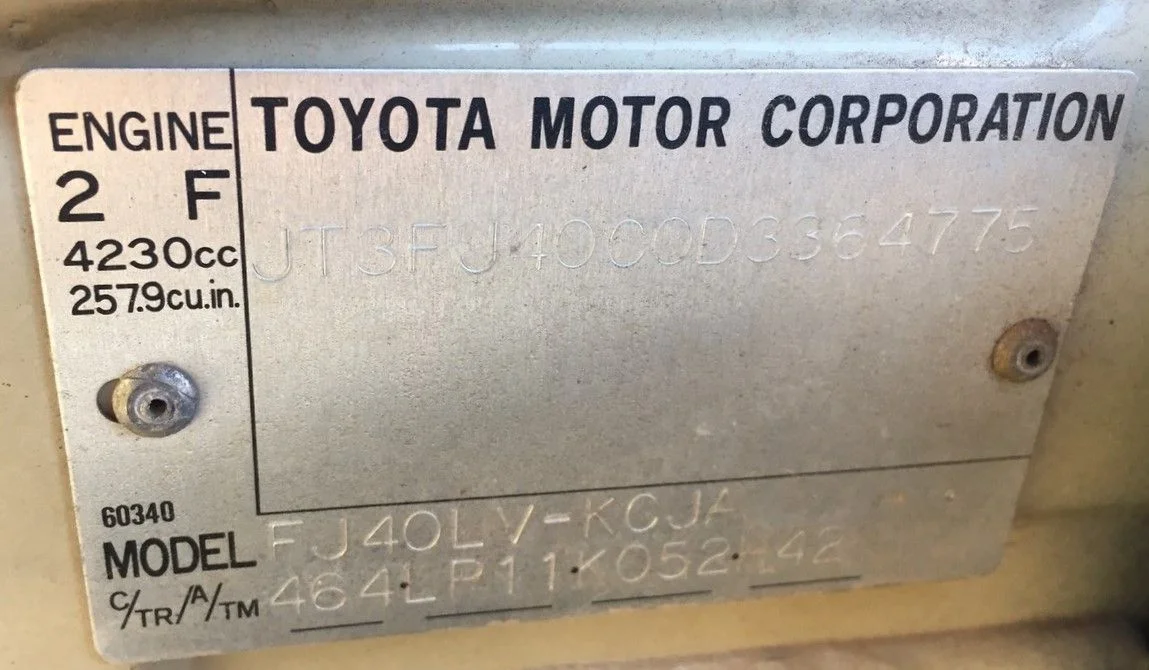 ENGINE
2 F
4230cc
257.9cu.in.
TOYOTA MOTOR CORPORATION
JT3FJ40C0D3364775
60340
MODEL FJ40LV-KCJA
C/TR/A/TM 464 LP11 K052 H42